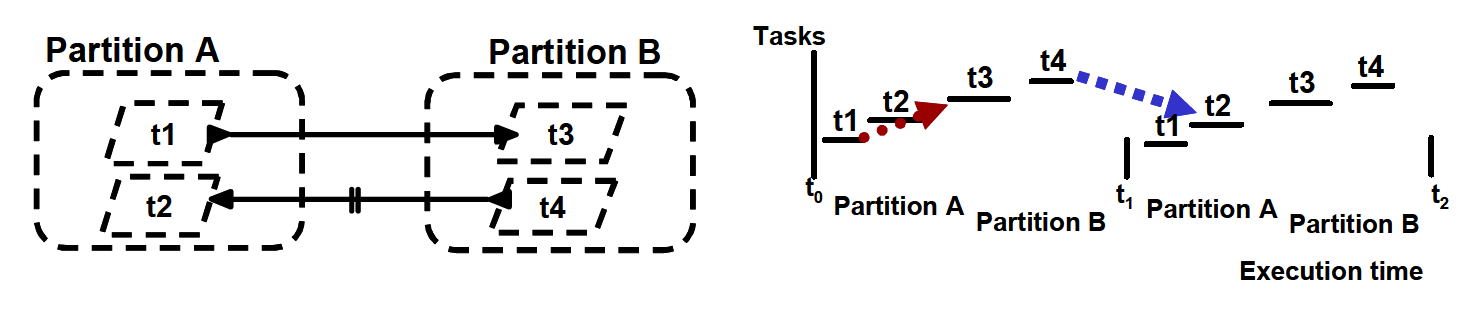 Partition A
Partition B
t1
t3
t2
t4
Tasks
t1
t2
t3
t4
t1
t2
t3
t4
t0
Partition A
Partition B
t1
Partition A
Partition B
t2
Execution time